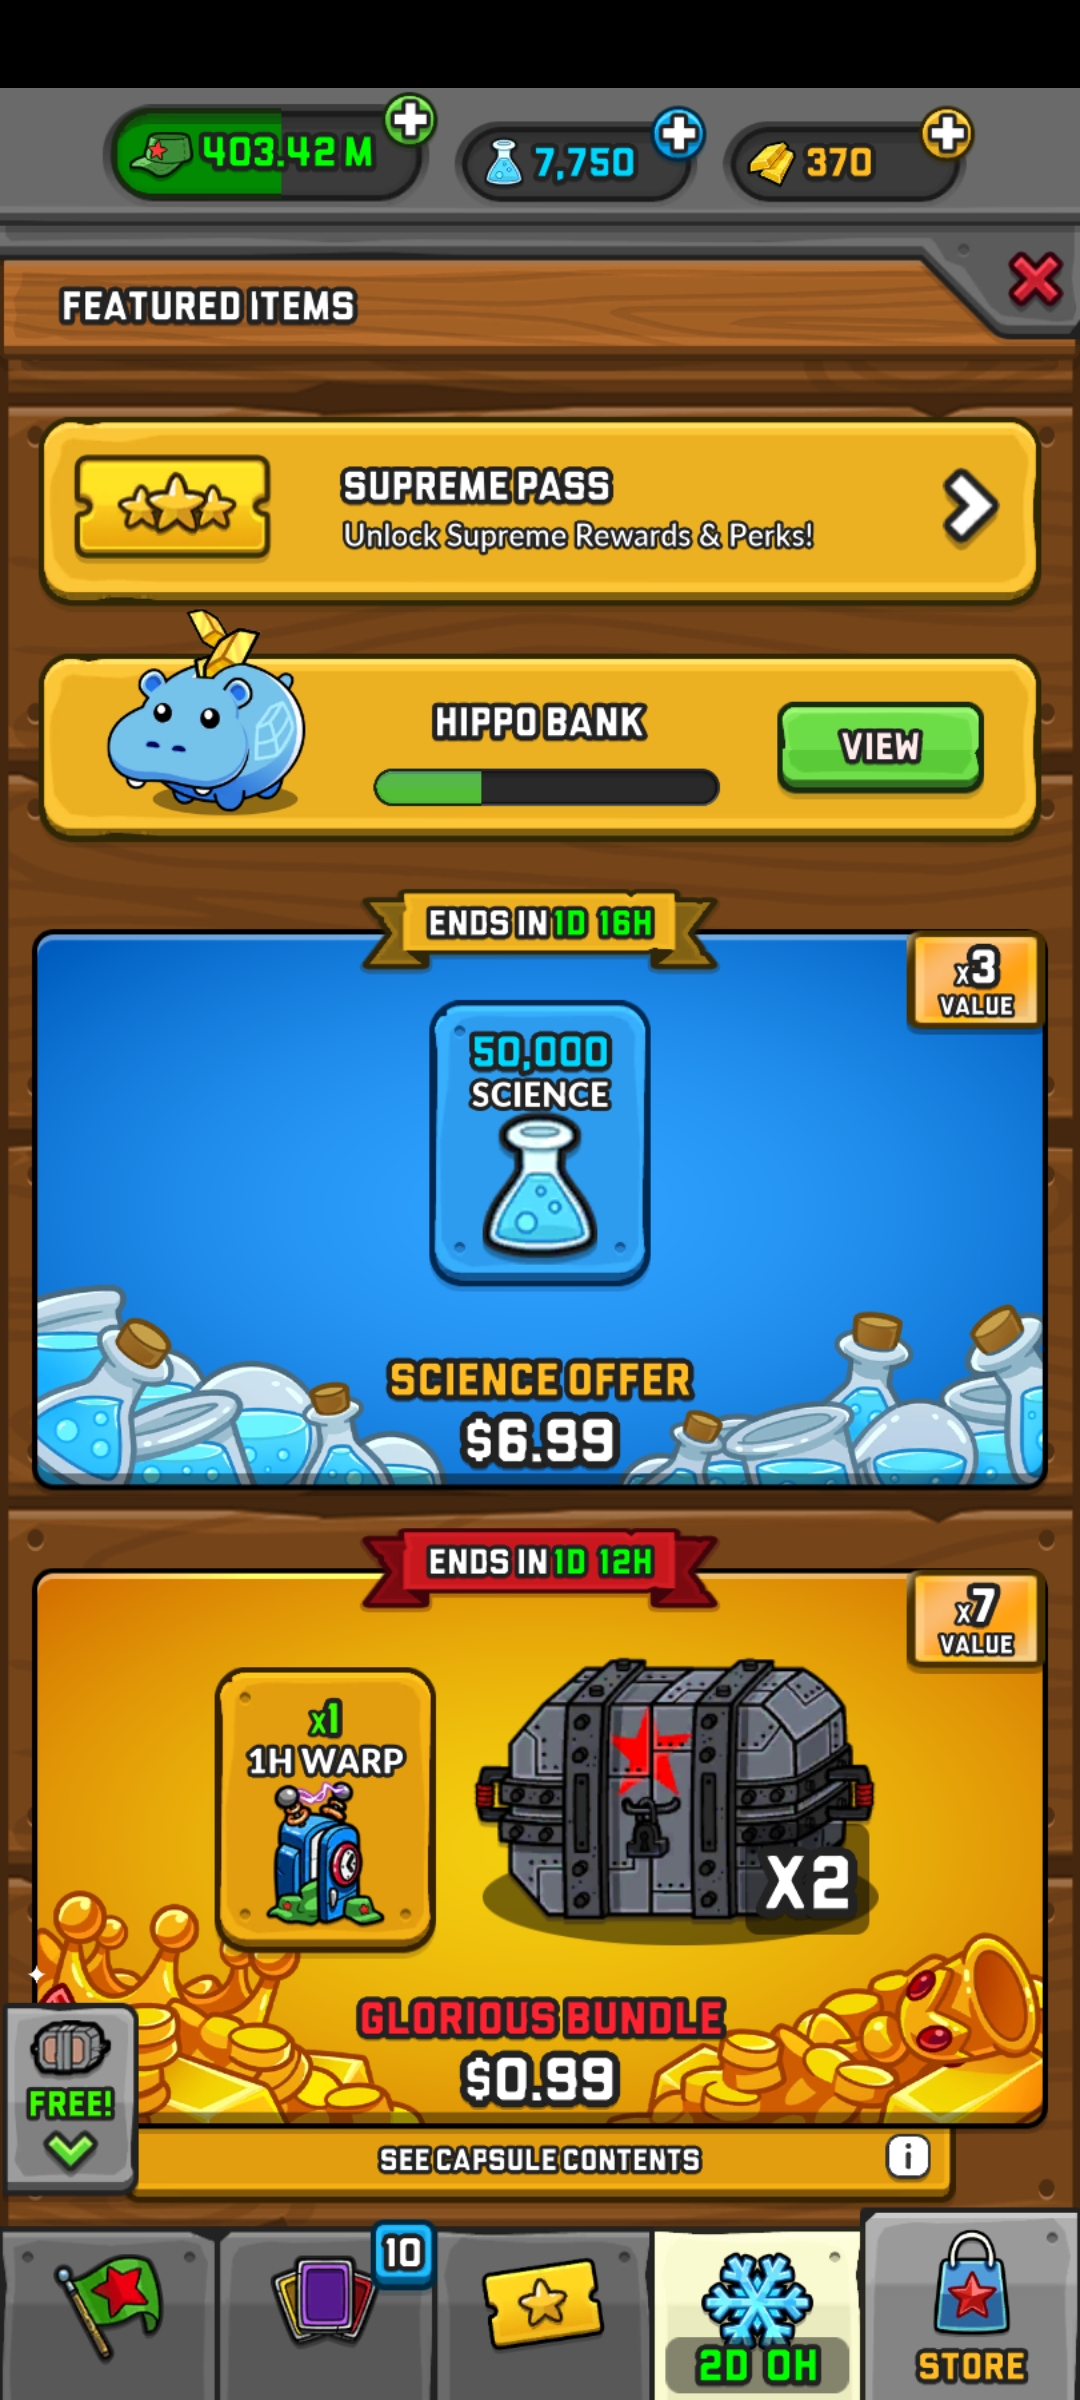 403.42 M
7,750
370
FEATURED ITEMS
SUPREME PASS
Unlock Supreme Rewards & Perks!
HIPPO BANK
VIEW
ENDS IN 1D 16H
x3
VALUE
50,000
SCIENCE
SCIENCE OFFER
$6.99
ENDS IN 1D 12H
x7
VALUE
x1
1H WARP
X2
GLORIOUS BUNDLE
$0.99
FREE!
SEE CAPSULE CONTENTS
i
10
2D 0H
STORE